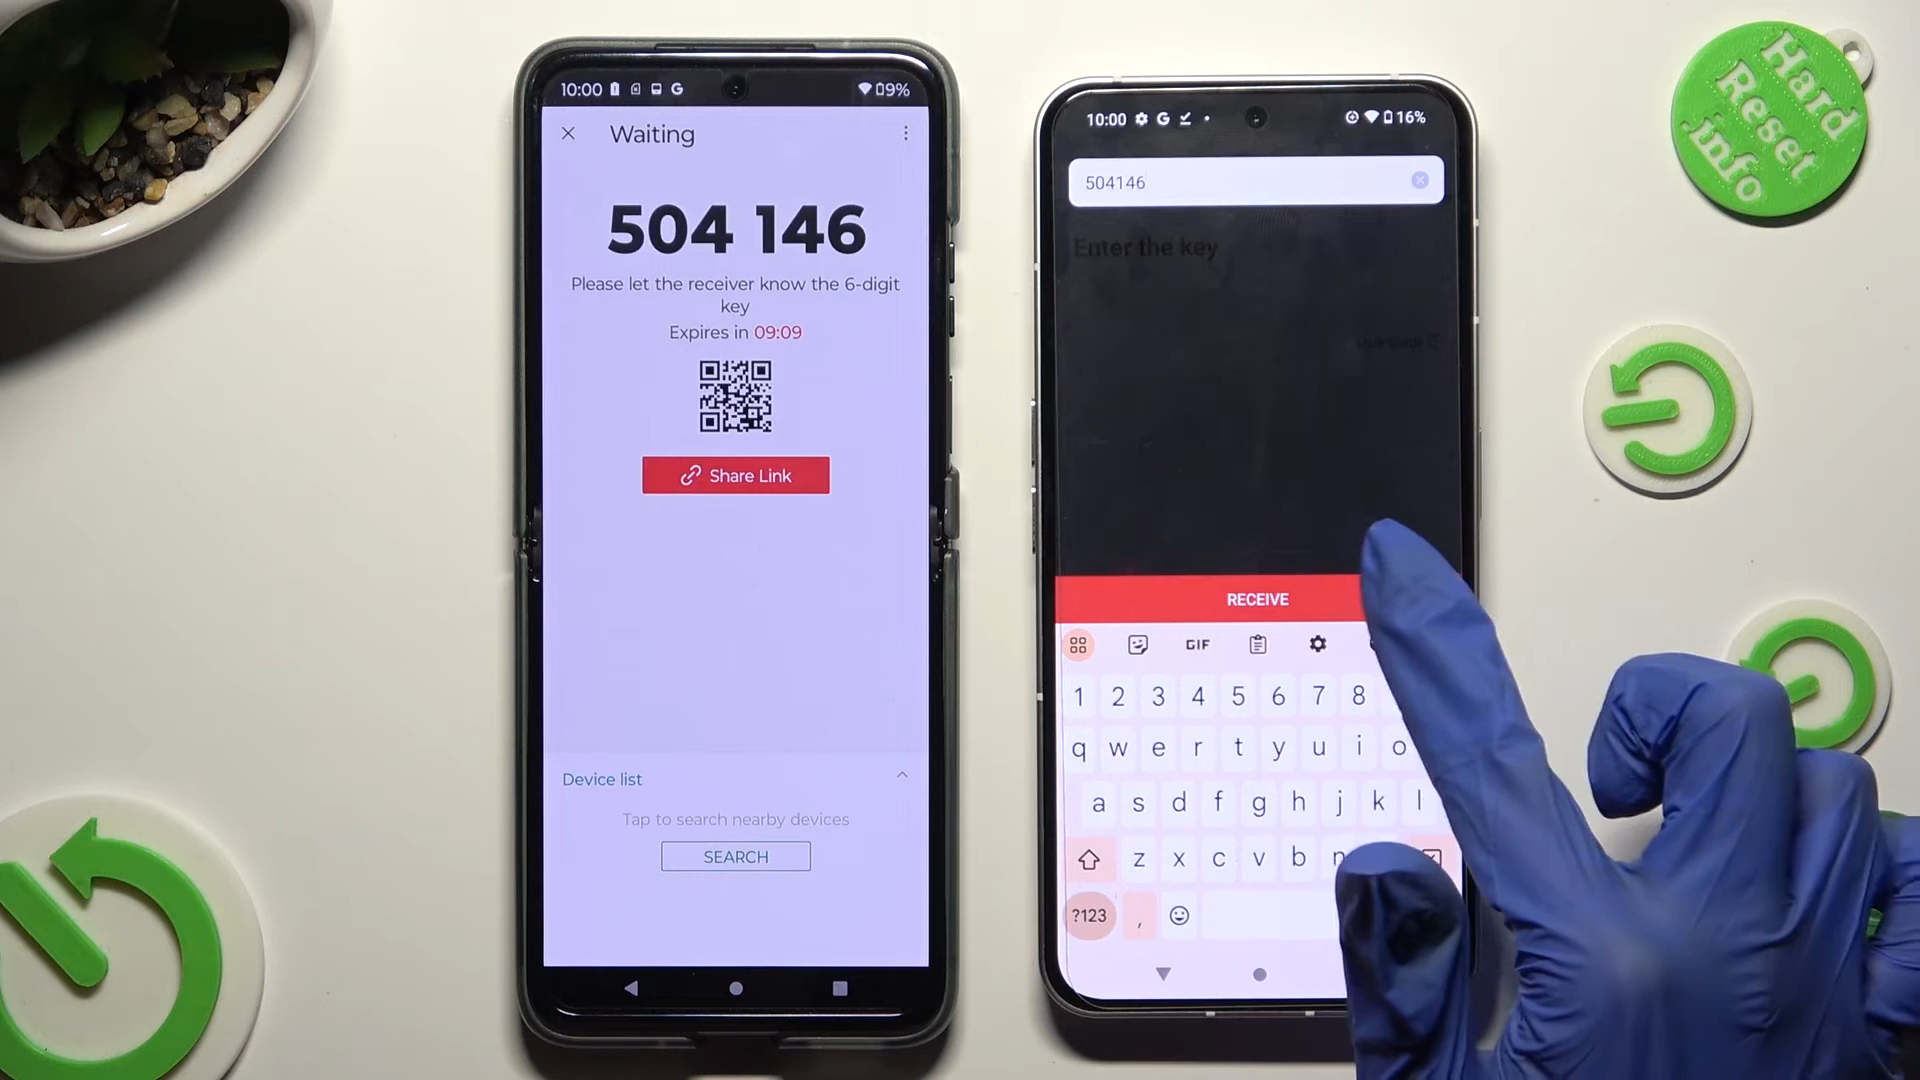 10:00
G
9%
Waiting
504 146
Please let the receiver know the 6-digit
key
Expires in 09:09
Share Link
Device list
Tap to search nearby devices
SEARCH
10:00
G
16%
504146
Enter the key
RECEIVE
GIF
1 2 3 4 5 6 7 8
q w e r t y u i o
a s d f g h j k l
z x c v b n
?123 ,
Hard
Reset
.info